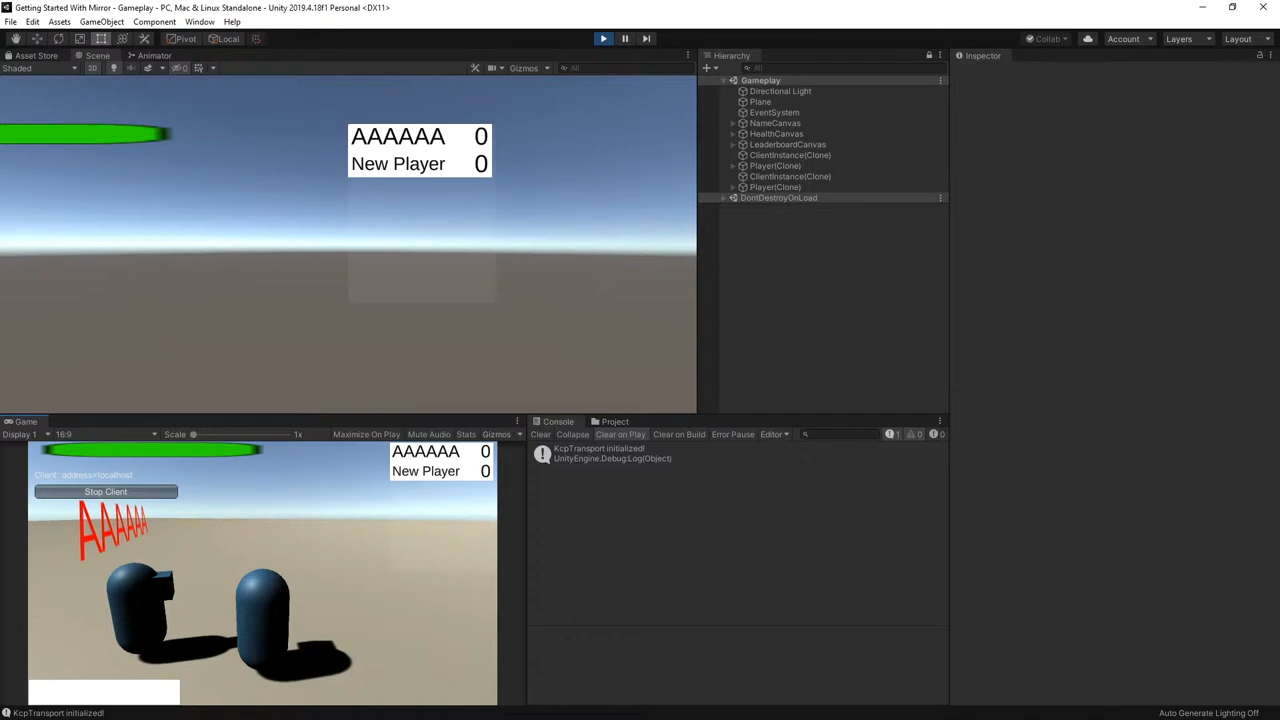 Getting Started With Mirror - Gameplay - PC, Mac & Linux Standalone - Unity 2019.4.18f1 Personal <DX11>
File Edit Assets GameObject Component Window Help
Pivot Local Collab Account Layers Layout
Asset Store Scene Animator
Shaded 2D 0 Gizmos All
AAAAAA 0
New Player 0
Hierarchy
All
Gameplay
Directional Light
Plane
EventSystem
NameCanvas
HealthCanvas
LeaderboardCanvas
ClientInstance(Clone)
Player(Clone)
ClientInstance(Clone)
Player(Clone)
DontDestroyOnLoad
Inspector
Game
Display 1 16:9 Scale 1x Maximize On Play Mute Audio Stats Gizmos
AAAAAA 0
New Player 0
Client: address=localhost
Stop Client
AAAAAA
Console Project
Clear Collapse Clear on Play Clear on Build Error Pause Editor 1 0 0
KcpTransport initialized!
UnityEngine.Debug:Log(Object)
KcpTransport initialized!
Auto Generate Lighting Off